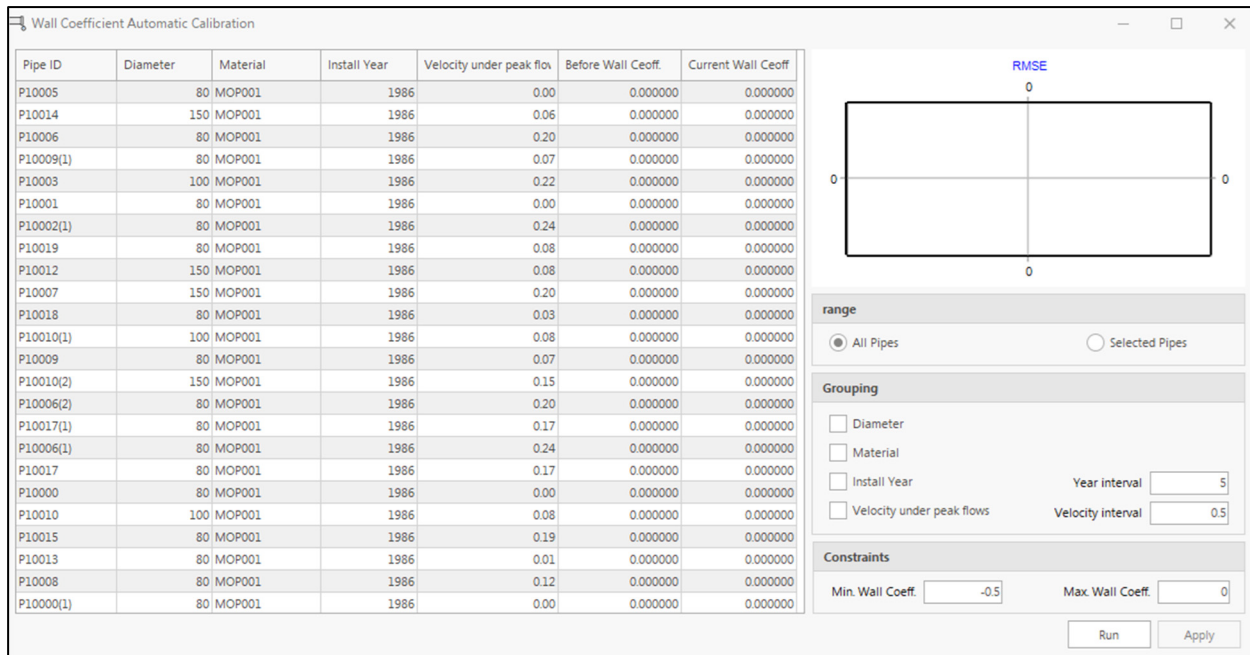 Wall Coefficient Automatic Calibration
Pipe ID Diameter Material Install Year Velocity under peak flov Before Wall Ceoff. Current Wall Ceoff
P10005 80 MOP001 1986 0.00 0.000000 0.000000
P10014 150 MOP001 1986 0.06 0.000000 0.000000
P10006 80 MOP001 1986 0.20 0.000000 0.000000
P10009(1) 80 MOP001 1986 0.07 0.000000 0.000000
P10003 100 MOP001 1986 0.22 0.000000 0.000000
P10001 80 MOP001 1986 0.00 0.000000 0.000000
P10002(1) 80 MOP001 1986 0.24 0.000000 0.000000
P10019 80 MOP001 1986 0.08 0.000000 0.000000
P10012 150 MOP001 1986 0.08 0.000000 0.000000
P10007 150 MOP001 1986 0.20 0.000000 0.000000
P10018 80 MOP001 1986 0.03 0.000000 0.000000
P10010(1) 100 MOP001 1986 0.08 0.000000 0.000000
P10009 80 MOP001 1986 0.07 0.000000 0.000000
P10010(2) 150 MOP001 1986 0.15 0.000000 0.000000
P10006(2) 80 MOP001 1986 0.20 0.000000 0.000000
P10017(1) 80 MOP001 1986 0.17 0.000000 0.000000
P10006(1) 80 MOP001 1986 0.24 0.000000 0.000000
P10017 80 MOP001 1986 0.17 0.000000 0.000000
P10000 80 MOP001 1986 0.00 0.000000 0.000000
P10010 100 MOP001 1986 0.08 0.000000 0.000000
P10015 80 MOP001 1986 0.19 0.000000 0.000000
P10013 80 MOP001 1986 0.01 0.000000 0.000000
P10008 80 MOP001 1986 0.12 0.000000 0.000000
P10000(1) 80 MOP001 1986 0.00 0.000000 0.000000
RMSE
0
0 0
0
range
All Pipes Selected Pipes
Grouping
Diameter
Material
Install Year Year interval 5
Velocity under peak flows Velocity interval 0.5
Constraints
Min. Wall Coeff. -0.5 Max. Wall Coeff. 0
Run Apply